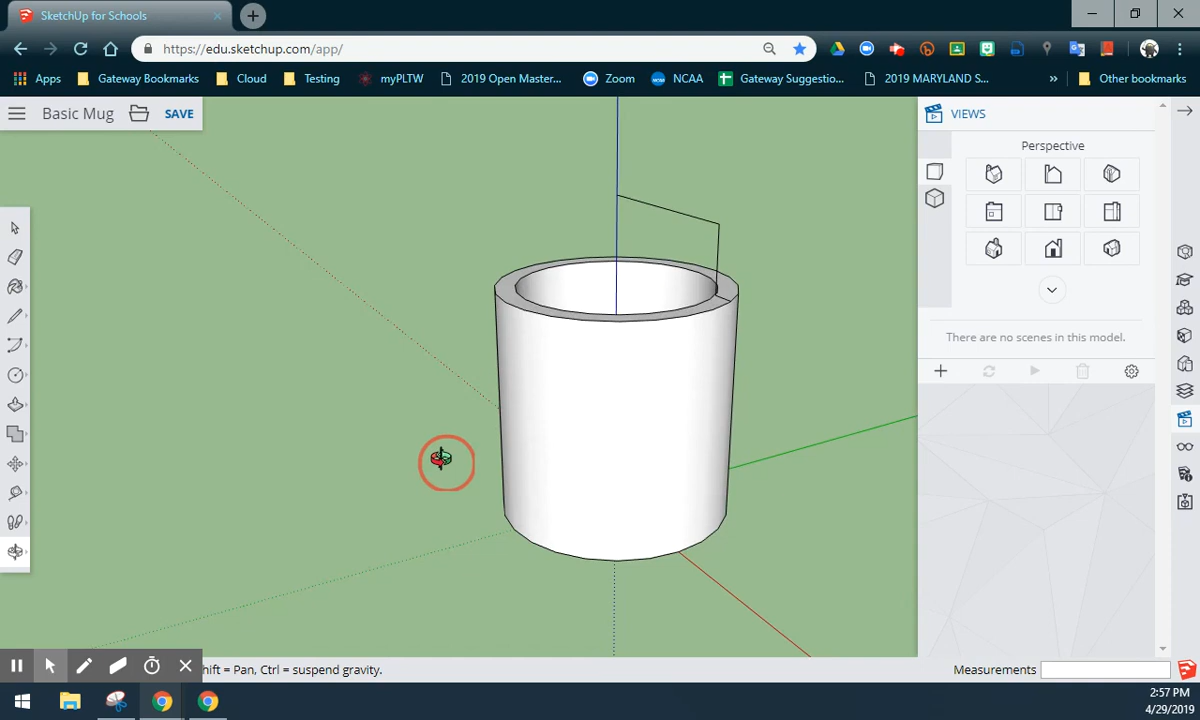 SketchUp for Schools
https://edu.sketchup.com/app/
Apps Gateway Bookmarks Cloud Testing myPLTW 2019 Open Master... Zoom NCAA Gateway Suggestio... 2019 MARYLAND S... » Other bookmarks
Basic Mug SAVE
VIEWS
Perspective
There are no scenes in this model.
hift = Pan, Ctrl = suspend gravity.
Measurements
2:57 PM
4/29/2019